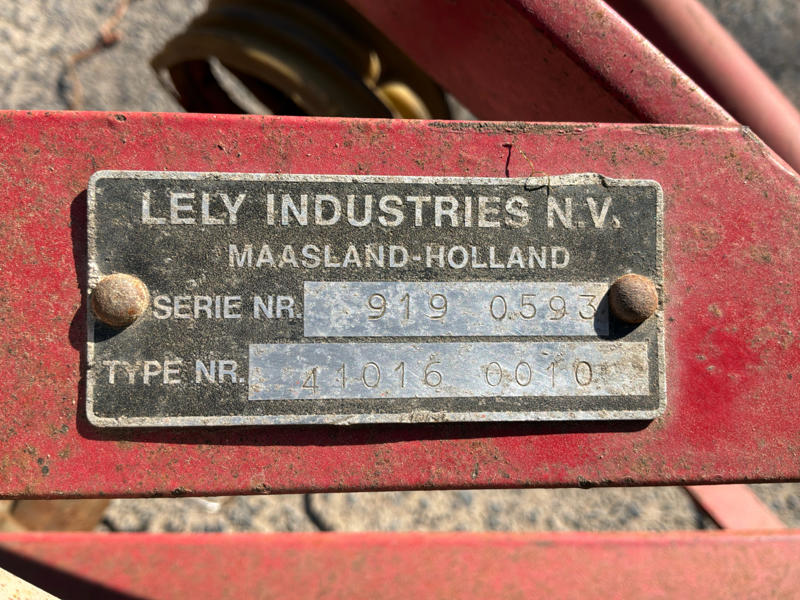 LELY INDUSTRIES N.V.
MAASLAND-HOLLAND
SERIE NR. 919 0593
TYPE NR. 41016 0010